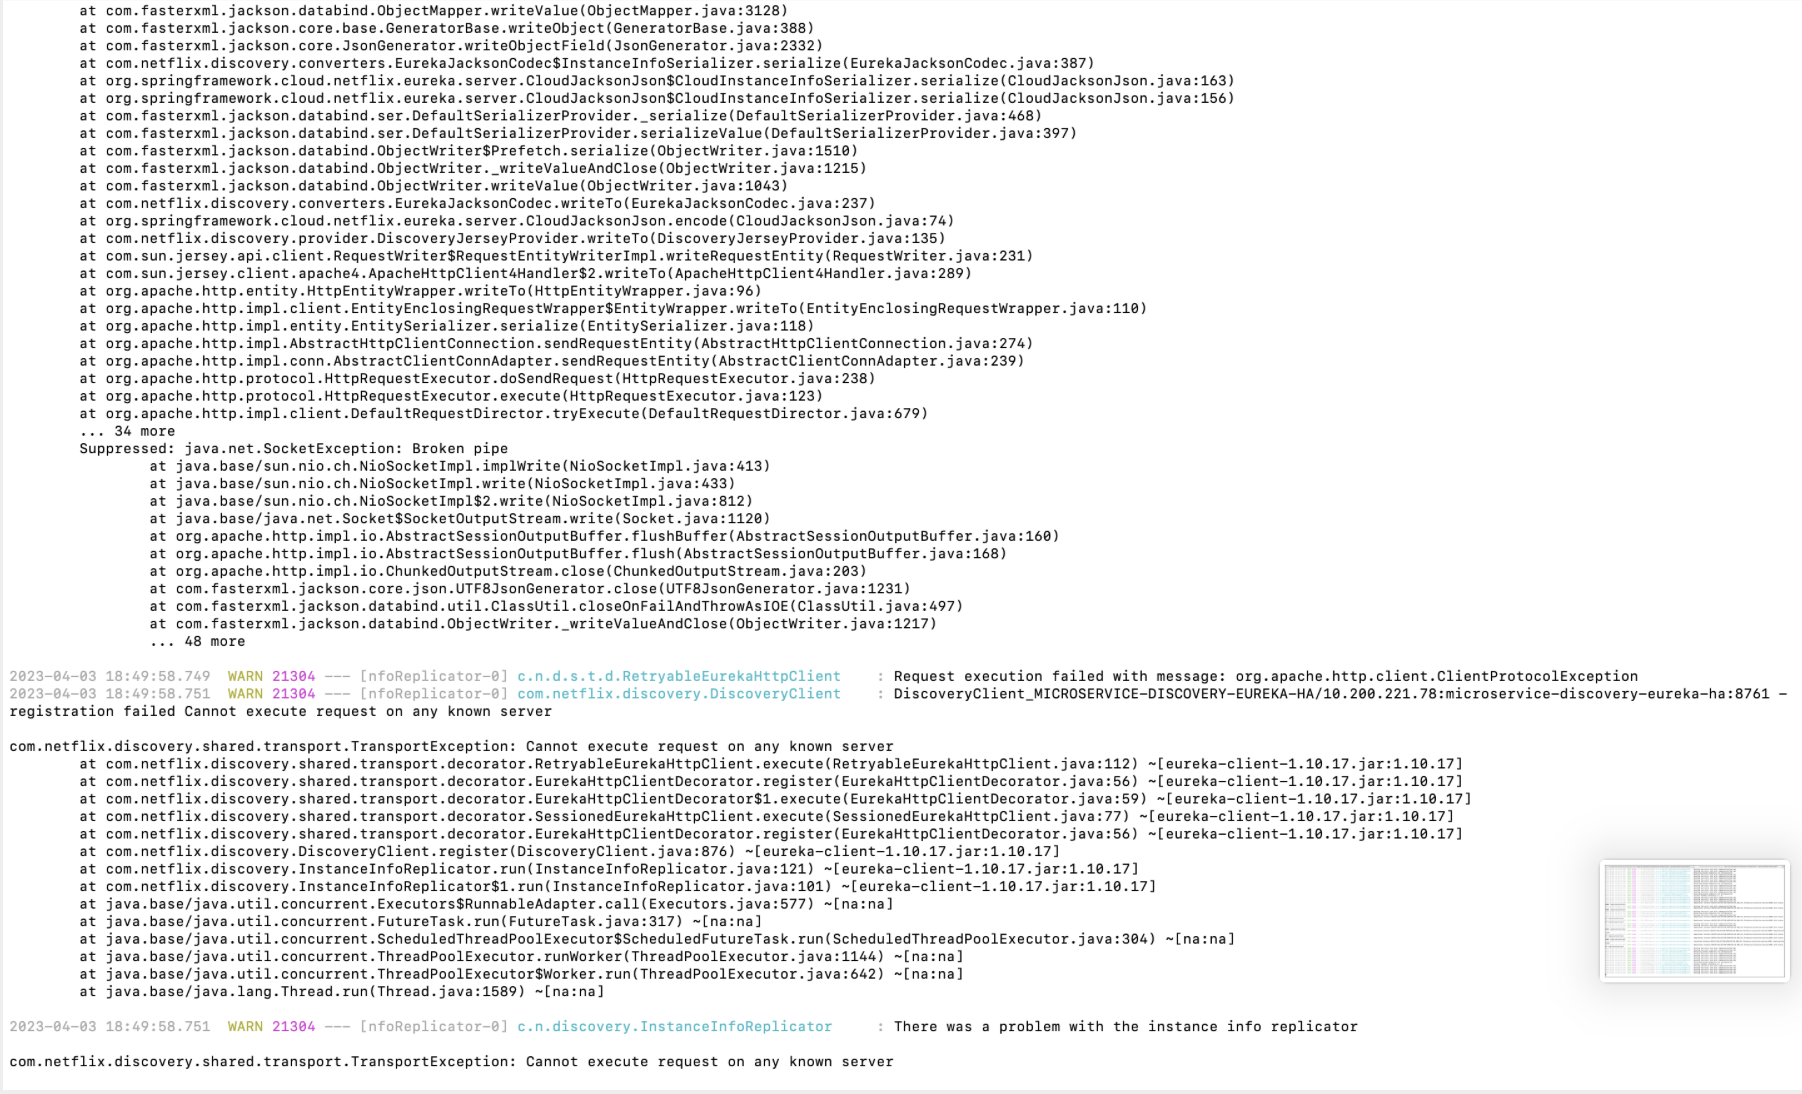 at com.fasterxml.jackson.databind.ObjectMapper.writeValue(ObjectMapper.java:3128)
at com.fasterxml.jackson.core.base.GeneratorBase.writeObject(GeneratorBase.java:388)
at com.fasterxml.jackson.core.JsonGenerator.writeObjectField(JsonGenerator.java:2332)
at com.netflix.discovery.converters.EurekaJacksonCodec$InstanceInfoSerializer.serialize(EurekaJacksonCodec.java:387)
at org.springframework.cloud.netflix.eureka.server.CloudJacksonJson$CloudInstanceInfoSerializer.serialize(CloudJacksonJson.java:163)
at org.springframework.cloud.netflix.eureka.server.CloudJacksonJson$CloudInstanceInfoSerializer.serialize(CloudJacksonJson.java:156)
at com.fasterxml.jackson.databind.ser.DefaultSerializerProvider._serialize(DefaultSerializerProvider.java:468)
at com.fasterxml.jackson.databind.ser.DefaultSerializerProvider.serializeValue(DefaultSerializerProvider.java:397)
at com.fasterxml.jackson.databind.ObjectWriter$Prefetch.serialize(ObjectWriter.java:1510)
at com.fasterxml.jackson.databind.ObjectWriter._writeValueAndClose(ObjectWriter.java:1215)
at com.fasterxml.jackson.databind.ObjectWriter.writeValue(ObjectWriter.java:1043)
at com.netflix.discovery.converters.EurekaJacksonCodec.writeTo(EurekaJacksonCodec.java:237)
at org.springframework.cloud.netflix.eureka.server.CloudJacksonJson.encode(CloudJacksonJson.java:74)
at com.netflix.discovery.provider.DiscoveryJerseyProvider.writeTo(DiscoveryJerseyProvider.java:135)
at com.sun.jersey.api.client.RequestWriter$RequestEntityWriterImpl.writeRequestEntity(RequestWriter.java:231)
at com.sun.jersey.client.apache4.ApacheHttpClient4Handler$2.writeTo(ApacheHttpClient4Handler.java:289)
at org.apache.http.entity.HttpEntityWrapper.writeTo(HttpEntityWrapper.java:96)
at org.apache.http.impl.client.EntityEnclosingRequestWrapper$EntityWrapper.writeTo(EntityEnclosingRequestWrapper.java:110)
at org.apache.http.impl.entity.EntitySerializer.serialize(EntitySerializer.java:118)
at org.apache.http.impl.AbstractHttpClientConnection.sendRequestEntity(AbstractHttpClientConnection.java:274)
at org.apache.http.impl.conn.AbstractClientConnAdapter.sendRequestEntity(AbstractClientConnAdapter.java:239)
at org.apache.http.protocol.HttpRequestExecutor.doSendRequest(HttpRequestExecutor.java:238)
at org.apache.http.protocol.HttpRequestExecutor.execute(HttpRequestExecutor.java:123)
at org.apache.http.impl.client.DefaultRequestDirector.tryExecute(DefaultRequestDirector.java:679)
... 34 more
Suppressed: java.net.SocketException: Broken pipe
at java.base/sun.nio.ch.NioSocketImpl.implWrite(NioSocketImpl.java:413)
at java.base/sun.nio.ch.NioSocketImpl.write(NioSocketImpl.java:433)
at java.base/sun.nio.ch.NioSocketImpl$2.write(NioSocketImpl.java:812)
at java.base/java.net.Socket$SocketOutputStream.write(Socket.java:1120)
at org.apache.http.impl.io.AbstractSessionOutputBuffer.flushBuffer(AbstractSessionOutputBuffer.java:160)
at org.apache.http.impl.io.AbstractSessionOutputBuffer.flush(AbstractSessionOutputBuffer.java:168)
at org.apache.http.impl.io.ChunkedOutputStream.close(ChunkedOutputStream.java:203)
at com.fasterxml.jackson.core.json.UTF8JsonGenerator.close(UTF8JsonGenerator.java:1231)
at com.fasterxml.jackson.databind.util.ClassUtil.closeOnFailAndThrowAsIOE(ClassUtil.java:497)
at com.fasterxml.jackson.databind.ObjectWriter._writeValueAndClose(ObjectWriter.java:1217)
... 48 more
2023-04-03 18:49:58.749  WARN 21304 --- [nfoReplicator-0] c.n.d.s.t.d.RetryableEurekaHttpClient    : Request execution failed with message: org.apache.http.client.ClientProtocolException
2023-04-03 18:49:58.751  WARN 21304 --- [nfoReplicator-0] com.netflix.discovery.DiscoveryClient    : DiscoveryClient_MICROSERVICE-DISCOVERY-EUREKA-HA/10.200.221.78:microservice-discovery-eureka-ha:8761 -
registration failed Cannot execute request on any known server
com.netflix.discovery.shared.transport.TransportException: Cannot execute request on any known server
at com.netflix.discovery.shared.transport.decorator.RetryableEurekaHttpClient.execute(RetryableEurekaHttpClient.java:112) ~[eureka-client-1.10.17.jar:1.10.17]
at com.netflix.discovery.shared.transport.decorator.EurekaHttpClientDecorator.register(EurekaHttpClientDecorator.java:56) ~[eureka-client-1.10.17.jar:1.10.17]
at com.netflix.discovery.shared.transport.decorator.EurekaHttpClientDecorator$1.execute(EurekaHttpClientDecorator.java:59) ~[eureka-client-1.10.17.jar:1.10.17]
at com.netflix.discovery.shared.transport.decorator.SessionedEurekaHttpClient.execute(SessionedEurekaHttpClient.java:77) ~[eureka-client-1.10.17.jar:1.10.17]
at com.netflix.discovery.shared.transport.decorator.EurekaHttpClientDecorator.register(EurekaHttpClientDecorator.java:56) ~[eureka-client-1.10.17.jar:1.10.17]
at com.netflix.discovery.DiscoveryClient.register(DiscoveryClient.java:876) ~[eureka-client-1.10.17.jar:1.10.17]
at com.netflix.discovery.InstanceInfoReplicator.run(InstanceInfoReplicator.java:121) ~[eureka-client-1.10.17.jar:1.10.17]
at com.netflix.discovery.InstanceInfoReplicator$1.run(InstanceInfoReplicator.java:101) ~[eureka-client-1.10.17.jar:1.10.17]
at java.base/java.util.concurrent.Executors$RunnableAdapter.call(Executors.java:577) ~[na:na]
at java.base/java.util.concurrent.FutureTask.run(FutureTask.java:317) ~[na:na]
at java.base/java.util.concurrent.ScheduledThreadPoolExecutor$ScheduledFutureTask.run(ScheduledThreadPoolExecutor.java:304) ~[na:na]
at java.base/java.util.concurrent.ThreadPoolExecutor.runWorker(ThreadPoolExecutor.java:1144) ~[na:na]
at java.base/java.util.concurrent.ThreadPoolExecutor$Worker.run(ThreadPoolExecutor.java:642) ~[na:na]
at java.base/java.lang.Thread.run(Thread.java:1589) ~[na:na]
2023-04-03 18:49:58.751  WARN 21304 --- [nfoReplicator-0] c.n.discovery.InstanceInfoReplicator     : There was a problem with the instance info replicator
com.netflix.discovery.shared.transport.TransportException: Cannot execute request on any known server